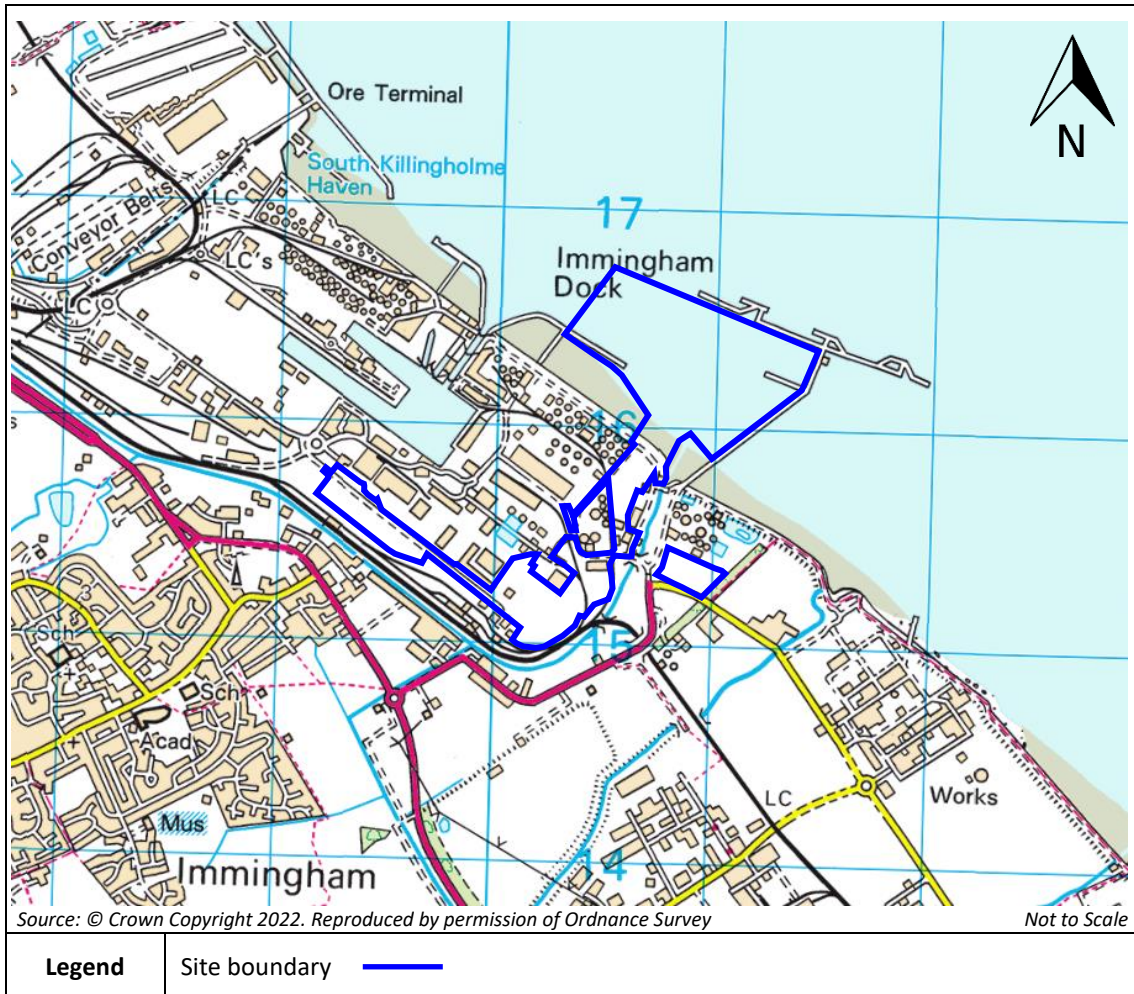 Ore Terminal
South Killingholme
Haven
N
LC
Conveyor Belts
LC's
17
Immingham
Dock
LC
16
3
Sch
15
Sch
Acad
LC
Works
Mus
14
Immingham
Source: © Crown Copyright 2022. Reproduced by permission of Ordnance Survey
Not to Scale
Legend
Site boundary